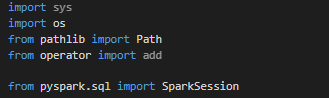 import sys
import os
from pathlib import Path
from operator import add
from pyspark.sql import SparkSession